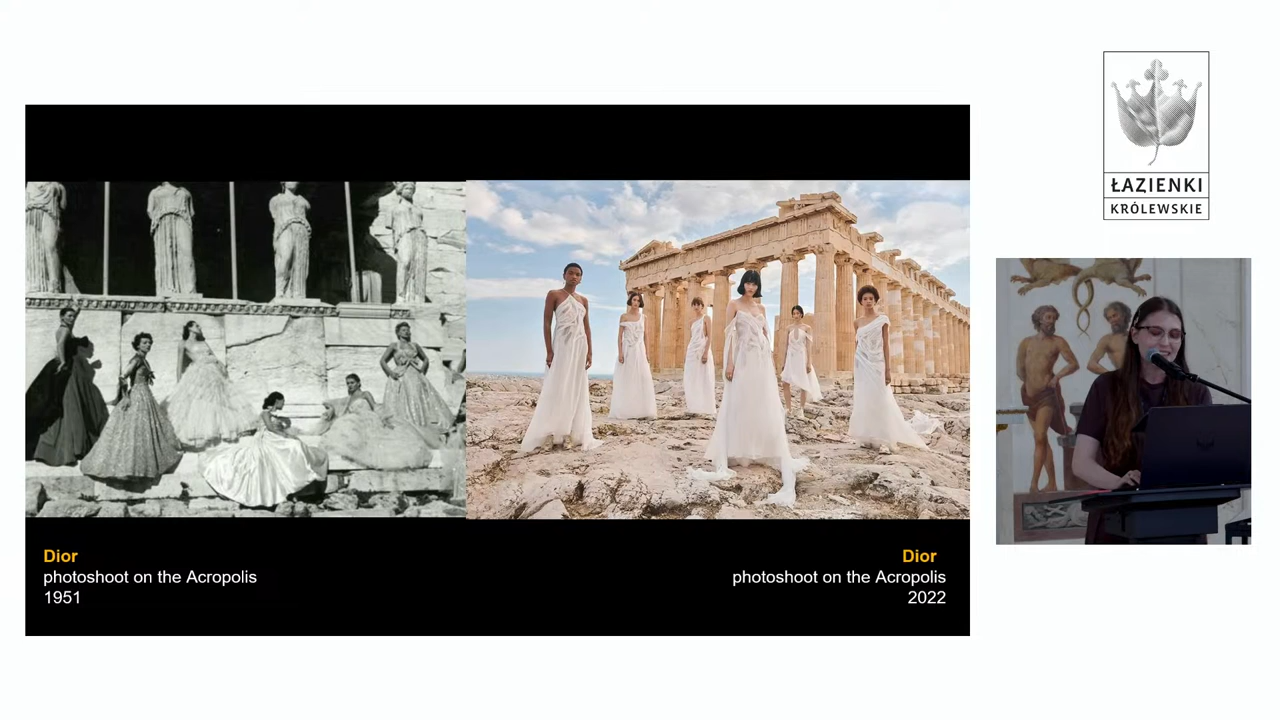 ŁAZIENKI
KRÓLEWSKIE
Dior
photoshoot on the Acropolis
1951
Dior
photoshoot on the Acropolis
2022